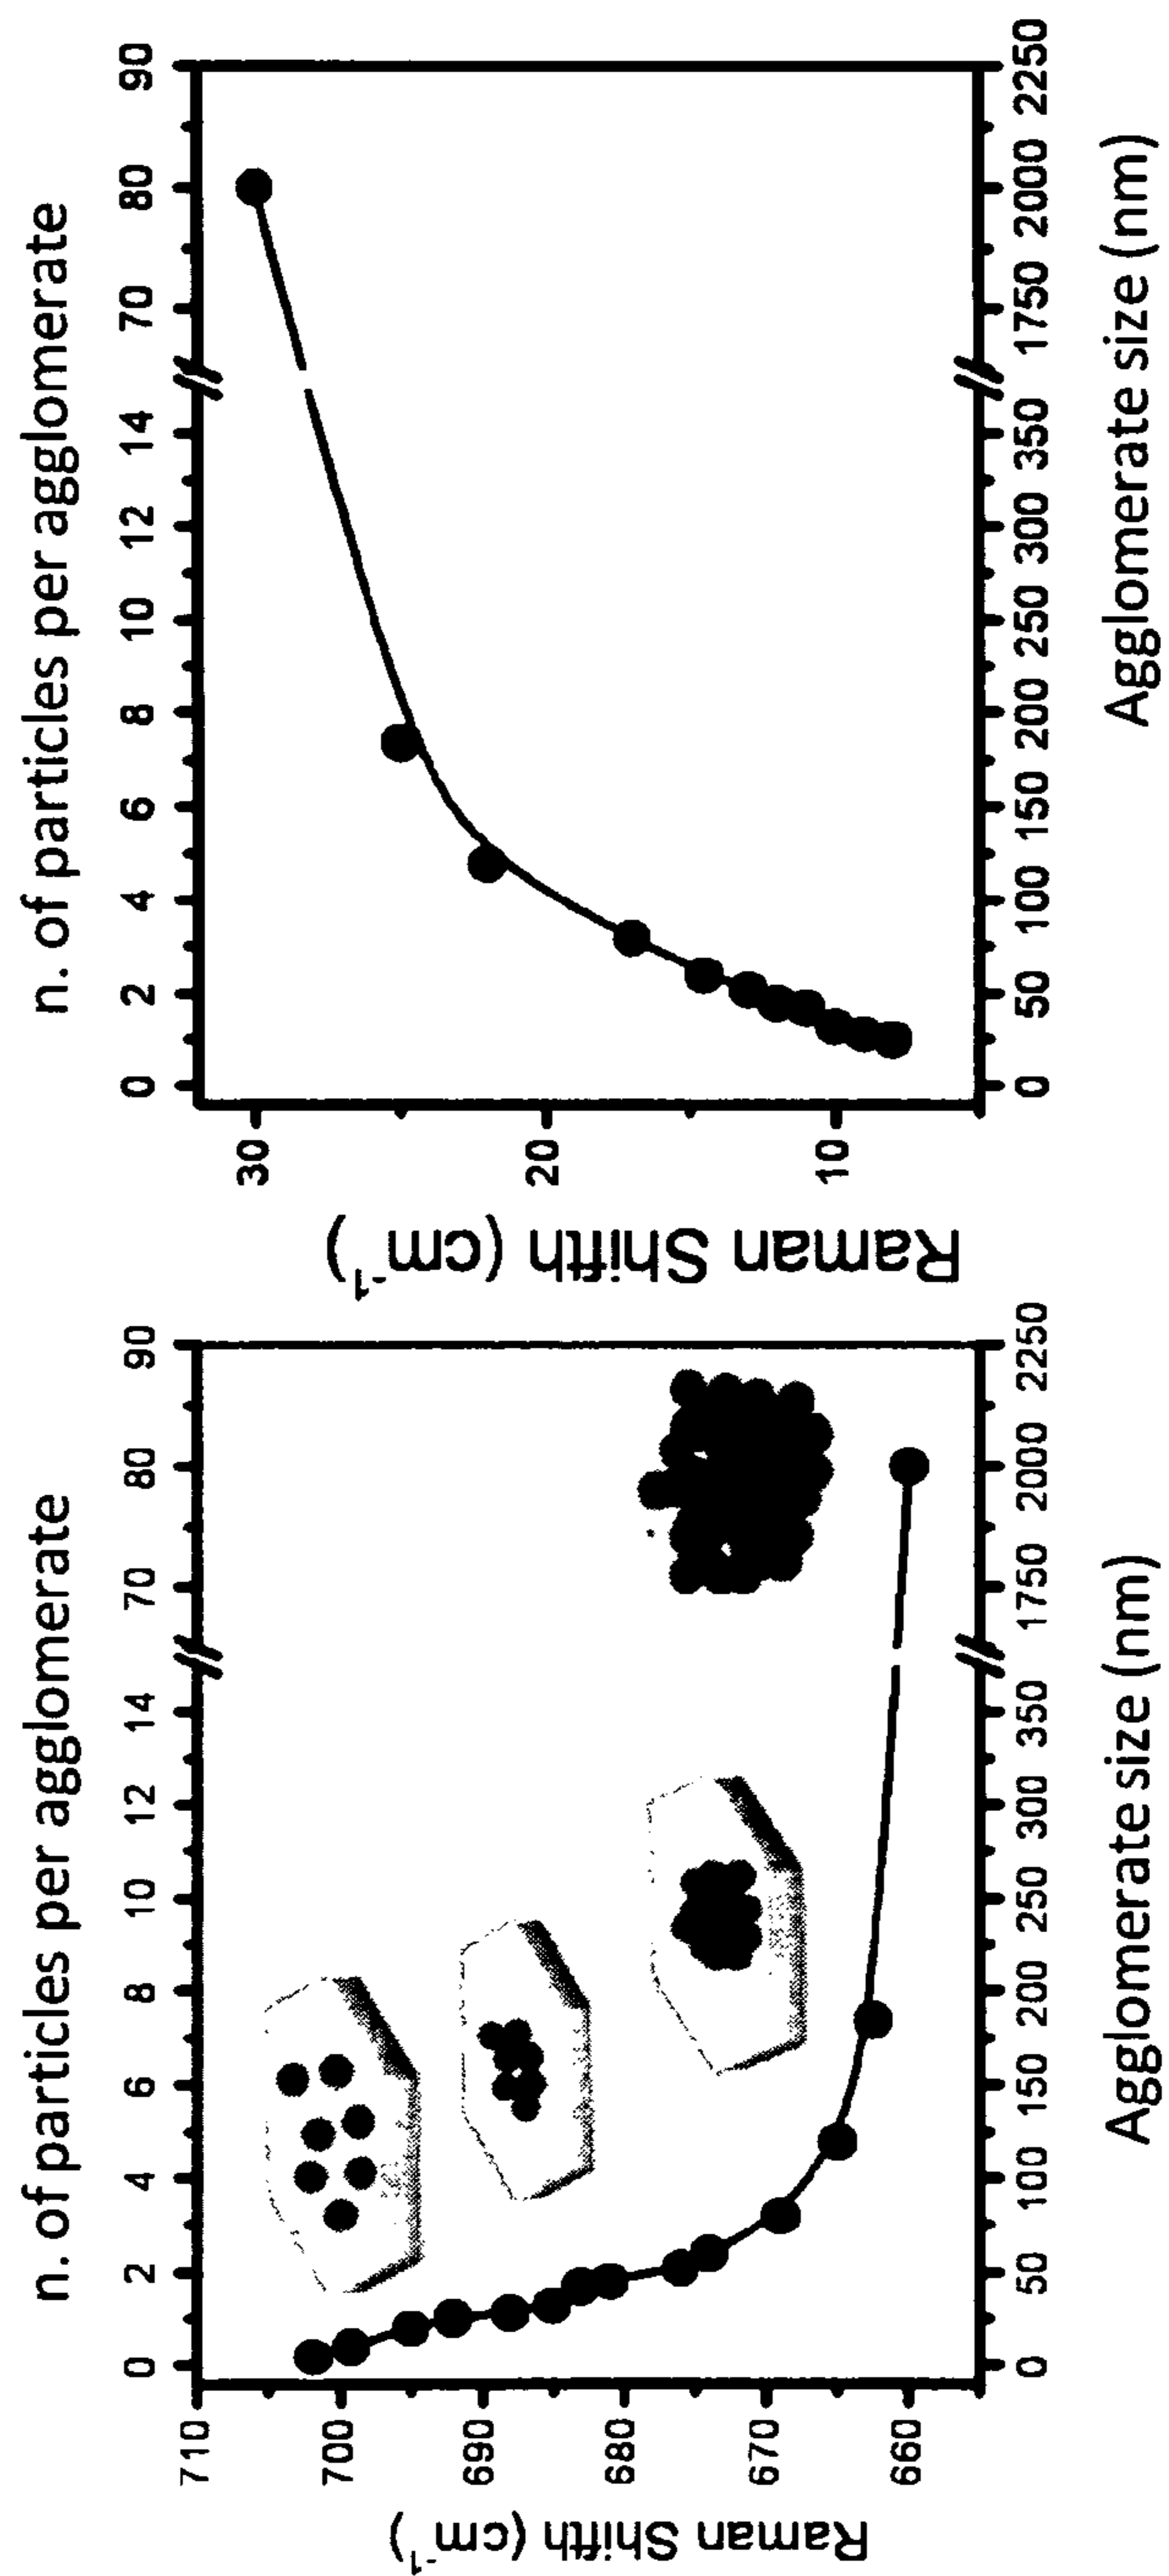 n. of particles per agglomerate
0 2 4 6 8 10 12 14 70 80 90
710
700
690
680
670
660
Raman Shifth (cm-1)
0 50 100 150 200 250 300 350 1750 2000 2250
Agglomerate size (nm)
n. of particles per agglomerate
0 2 4 6 8 10 12 14 70 80 90
30
20
10
Raman Shifth (cm-1)
0 50 100 150 200 250 300 350 1750 2000 2250
Agglomerate size (nm)